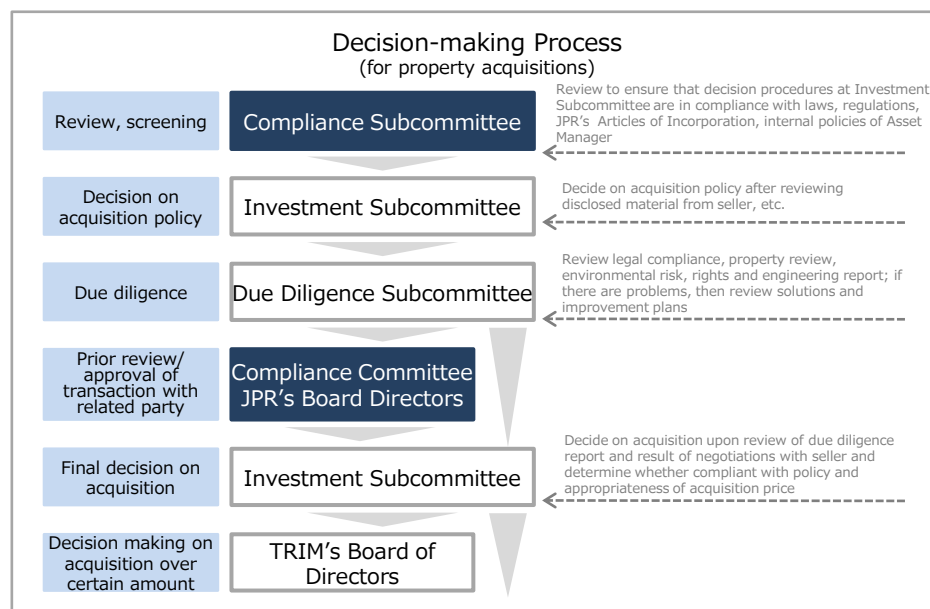 Decision-making Process
(for property acquisitions)
Review, screening
Compliance Subcommittee
Review to ensure that decision procedures at Investment
Subcommittee are in compliance with laws, regulations,
JPR's Articles of Incorporation, internal policies of Asset
Manager
Decision on
acquisition policy
Investment Subcommittee
Decide on acquisition policy after reviewing
disclosed material from seller, etc.
Due diligence
Due Diligence Subcommittee
Review legal compliance, property review,
environmental risk, rights and engineering report; if
there are problems, then review solutions and
improvement plans
Prior review/
approval of
transaction with
related party
Compliance Committee
JPR's Board Directors
Final decision on
acquisition
Investment Subcommittee
Decide on acquisition upon review of due diligence
report and result of negotiations with seller and
determine whether compliant with policy and
appropriateness of acquisition price
Decision making on
acquisition over
certain amount
TRIM's Board of
Directors